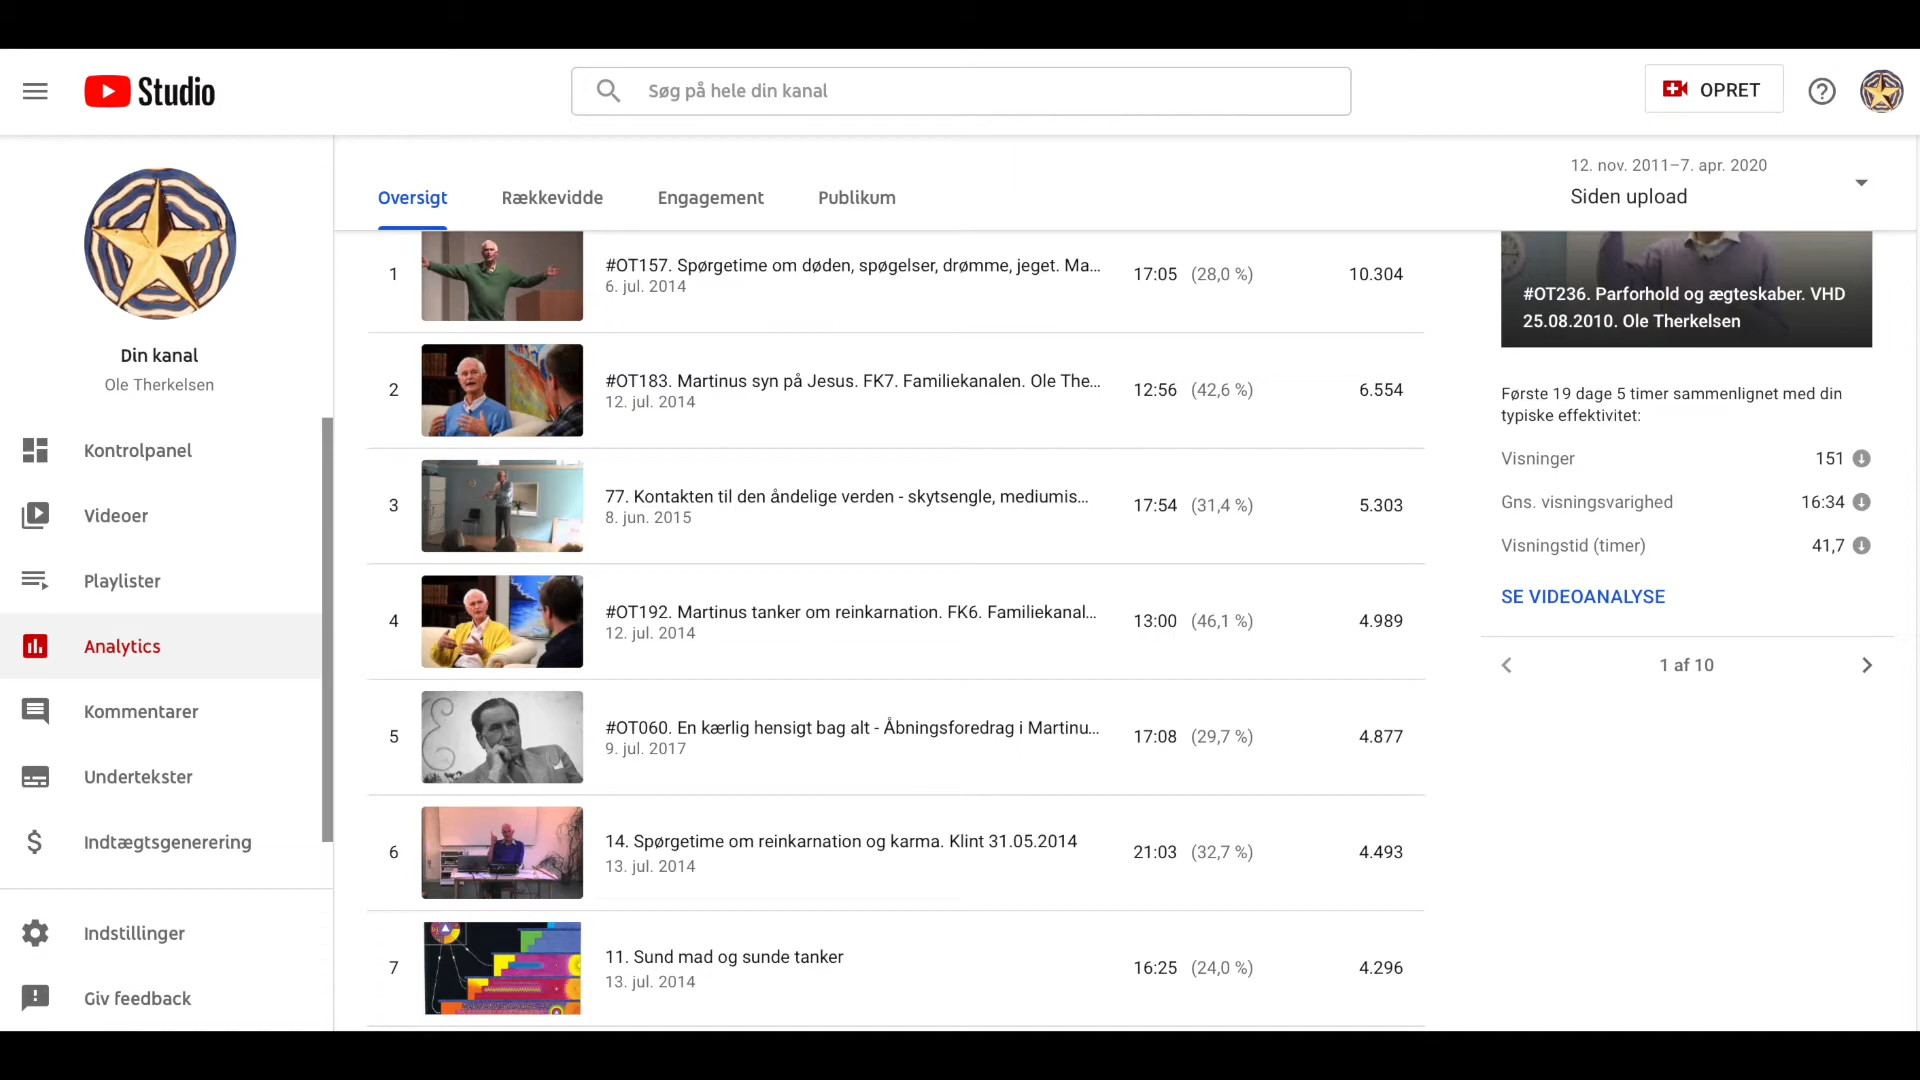 Studio
Søg på hele din kanal
OPRET
Din kanal
Ole Therkelsen
Kontrolpanel
Videoer
Playlister
Analytics
Kommentarer
Undertekster
Indtægtsgenerering
Indstillinger
Giv feedback
Oversigt Rækkevidde Engagement Publikum
12. nov. 2011–7. apr. 2020
Siden upload
1 #OT157. Spørgetime om døden, spøgelser, drømme, jeget. Ma... 17:05 (28,0 %) 10.304
6. jul. 2014
2 #OT183. Martinus syn på Jesus. FK7. Familiekanalen. Ole The... 12:56 (42,6 %) 6.554
12. jul. 2014
3 77. Kontakten til den åndelige verden - skytsengle, mediumis... 17:54 (31,4 %) 5.303
8. jun. 2015
4 #OT192. Martinus tanker om reinkarnation. FK6. Familiekanal... 13:00 (46,1 %) 4.989
12. jul. 2014
5 #OT060. En kærlig hensigt bag alt - Åbningsforedrag i Martinu... 17:08 (29,7 %) 4.877
9. jul. 2017
6 14. Spørgetime om reinkarnation og karma. Klint 31.05.2014 21:03 (32,7 %) 4.493
13. jul. 2014
7 11. Sund mad og sunde tanker 16:25 (24,0 %) 4.296
13. jul. 2014
#OT236. Parforhold og ægteskaber. VHD
25.08.2010. Ole Therkelsen
Første 19 dage 5 timer sammenlignet med din
typiske effektivitet:
Visninger 151
Gns. visningsvarighed 16:34
Visningstid (timer) 41,7
SE VIDEOANALYSE
1 af 10